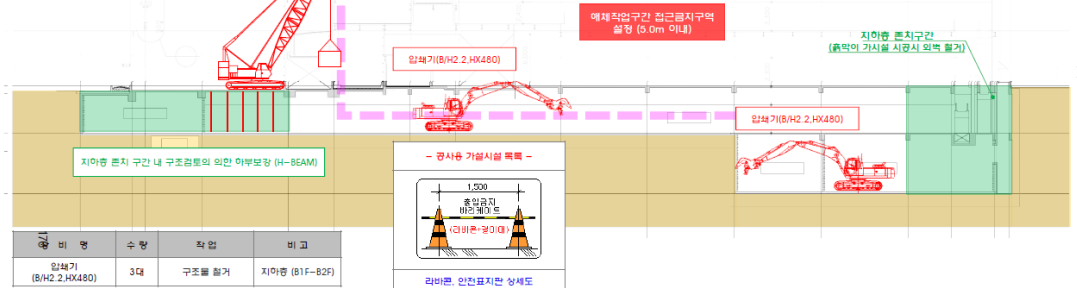 해체작업구간 접근금지구역
설정 (5.0m 이내)
지하층 존치구간
(흙막이 가시설 시공시 외벽 철거)
압쇄기(B/H2.2,HX480)
압쇄기(B/H2.2,HX480)
지하층 존치 구간 내 구조검토의 의한 하부보강 (H-BEAM)
- 공사용 가설시설 목록 -
1,500
출입금지
바리케이트
(라바콘+걸이대)
라바콘, 안전표지판 상세도
비 명
수 량
작 업
비 고
압쇄기
(B/H2.2,HX480)
3대
구조물 철거
지하층 (B1F-B2F)